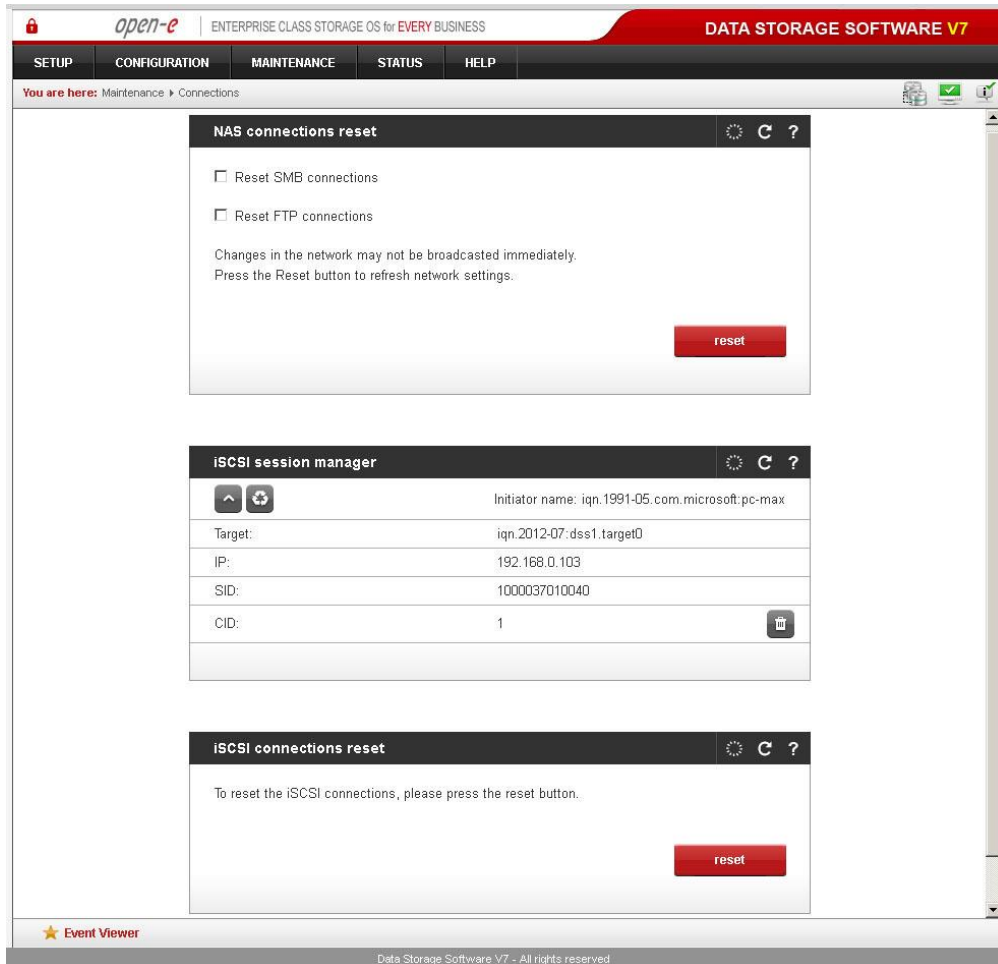 open-e ENTERPRISE CLASS STORAGE OS for EVERY BUSINESS DATA STORAGE SOFTWARE V7
SETUP CONFIGURATION MAINTENANCE STATUS HELP
You are here: Maintenance Connections
NAS connections reset ?
Reset SMB connections
Reset FTP connections
Changes in the network may not be broadcasted immediately.
Press the Reset button to refresh network settings.
reset
iSCSI session manager ?
Initiator name: iqn.1991-05.com.microsoft:pc-max
Target: iqn.2012-07:dss1.target0
IP: 192.168.0.103
SID: 1000037010040
CID: 1
iSCSI connections reset ?
To reset the iSCSI connections, please press the reset button.
reset
Event Viewer
Data Storage Software V7 - All rights reserved